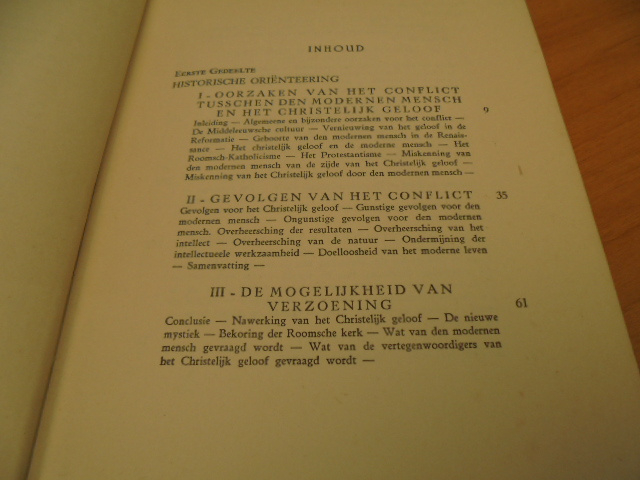 INHOUD
EERSTE GEDEELTE
HISTORISCHE ORIËNTEERING
I - OORZAKEN VAN HET CONFLICT
TUSSCHEN DEN MODERNEN MENSCH
EN HET CHRISTELIJK GELOOF 9
Inleiding — Algemeene en bijzondere oorzaken voor het conflict —
De Middeleeuwsche cultuur — Vernieuwing van het geloof in de
Reformatie — Geboorte van den modernen mensch in de Renais-
sance — Het christelijk geloof en de moderne mensch — Het
Roomsch-Katholicisme — Het Protestantisme — Miskenning van
den modernen mensch van de zijde van het Christelijk geloof —
Miskenning van het Christelijk geloof door den modernen mensch —
II - GEVOLGEN VAN HET CONFLICT 35
Gevolgen voor het Christelijk geloof — Gunstige gevolgen voor den
modernen mensch — Ongunstige gevolgen voor den modernen
mensch. Overheersching der resultaten — Overheersching van het
intellect — Overheersching van de natuur — Ondermijning der
intellectueele werkzaamheid — Doelloosheid van het moderne leven
— Samenvatting —
III - DE MOGELIJKHEID VAN
VERZOENING 61
Conclusie — Nawerking van het Christelijk geloof — De nieuwe
mystiek — Bekoring der Roomsche kerk — Wat van den modernen
mensch gevraagd wordt — Wat van de vertegenwoordigers van
het Christelijk geloof gevraagd wordt —